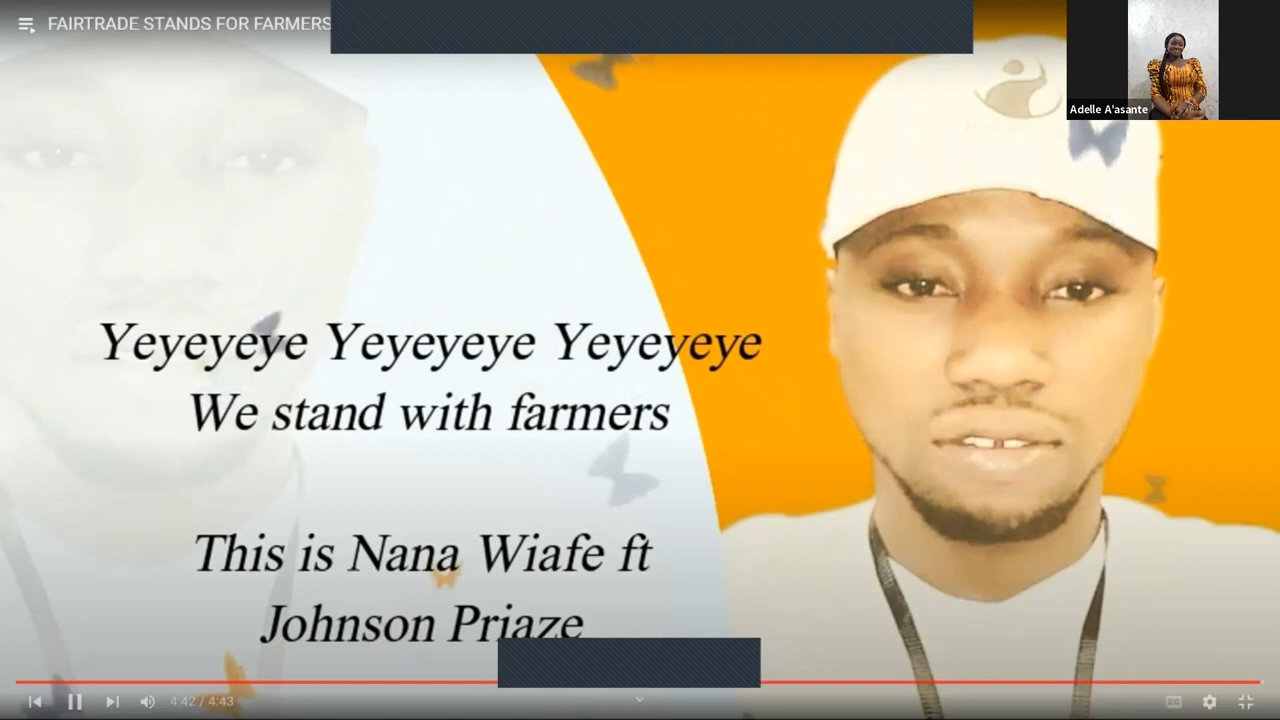 FAIRTRADE STANDS FOR FARMERS
Adelle A'asante
Yeyeyeye Yeyeyeye Yeyeyeye
We stand with farmers
This is Nana Wiafe ft
Johnson Priaze
4:42 / 4:43